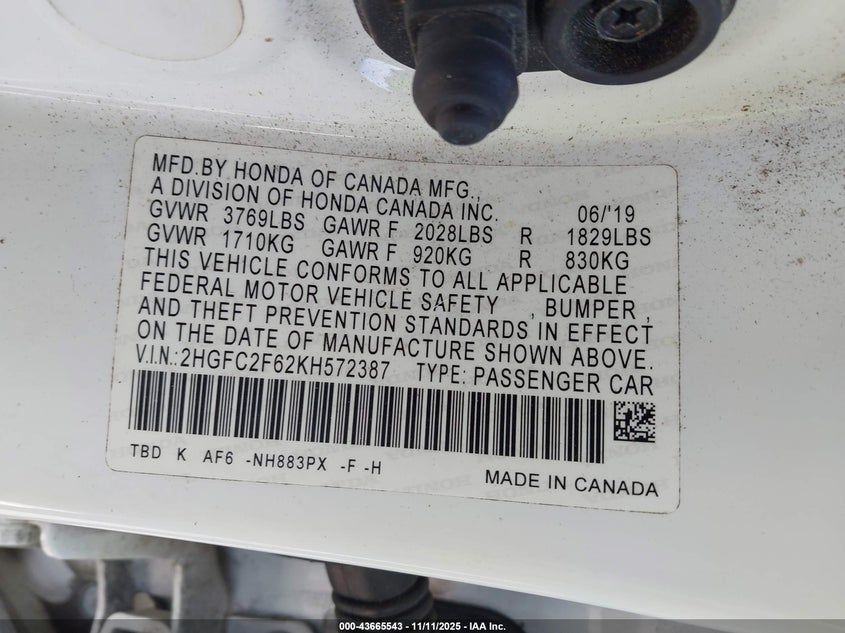 MFD.BY HONDA OF CANADA MFG.,
A DIVISION OF HONDA CANADA INC. 06/'19
GVWR 3769LBS GAWR F 2028LBS R 1829LBS
GVWR 1710KG GAWR F 920KG R 830KG
THIS VEHICLE CONFORMS TO ALL APPLICABLE
FEDERAL MOTOR VEHICLE SAFETY , BUMPER ,
AND THEFT PREVENTION STANDARDS IN EFFECT
ON THE DATE OF MANUFACTURE SHOWN ABOVE.
V.I.N.:2HGFC2F62KH572387 TYPE: PASSENGER CAR
TBD K AF6 -NH883PX -F -H
MADE IN CANADA
000-43665543 - 11/11/2025 - IAA Inc.